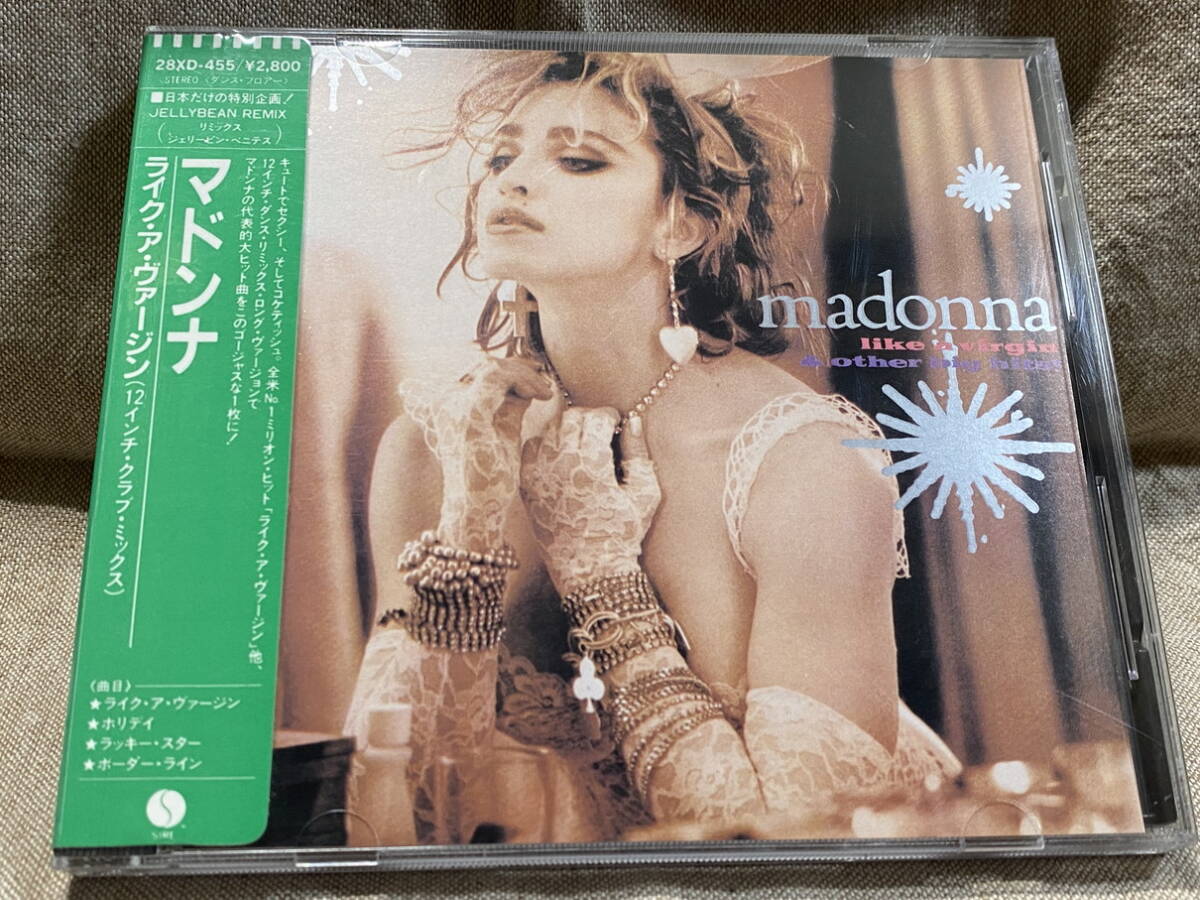 28XD-455/¥2,800
STEREO〈ダンス・フロアー〉
■日本だけの特別企画！
JELLYBEAN REMIX
(リミックス
ジェリービン・ベニテス)
マドンナ
ライク・ア・ヴァージン(12インチ・クラブ・ミックス)
キュートでセクシー、そしてコケティッシュ。全米No.1ミリオン・ヒット「ライク・ア・ヴァージン」他、
12インチ・ダンス・リミックス・ロング・ヴァージョンで
マドンナの代表的大ヒット曲をこのゴージャスな1枚に！
〈曲目〉
★ライク・ア・ヴァージン
★ホリデイ
★ラッキー・スター
★ボーダー・ライン
SIRE
madonna
like a virgin
& other big hits!